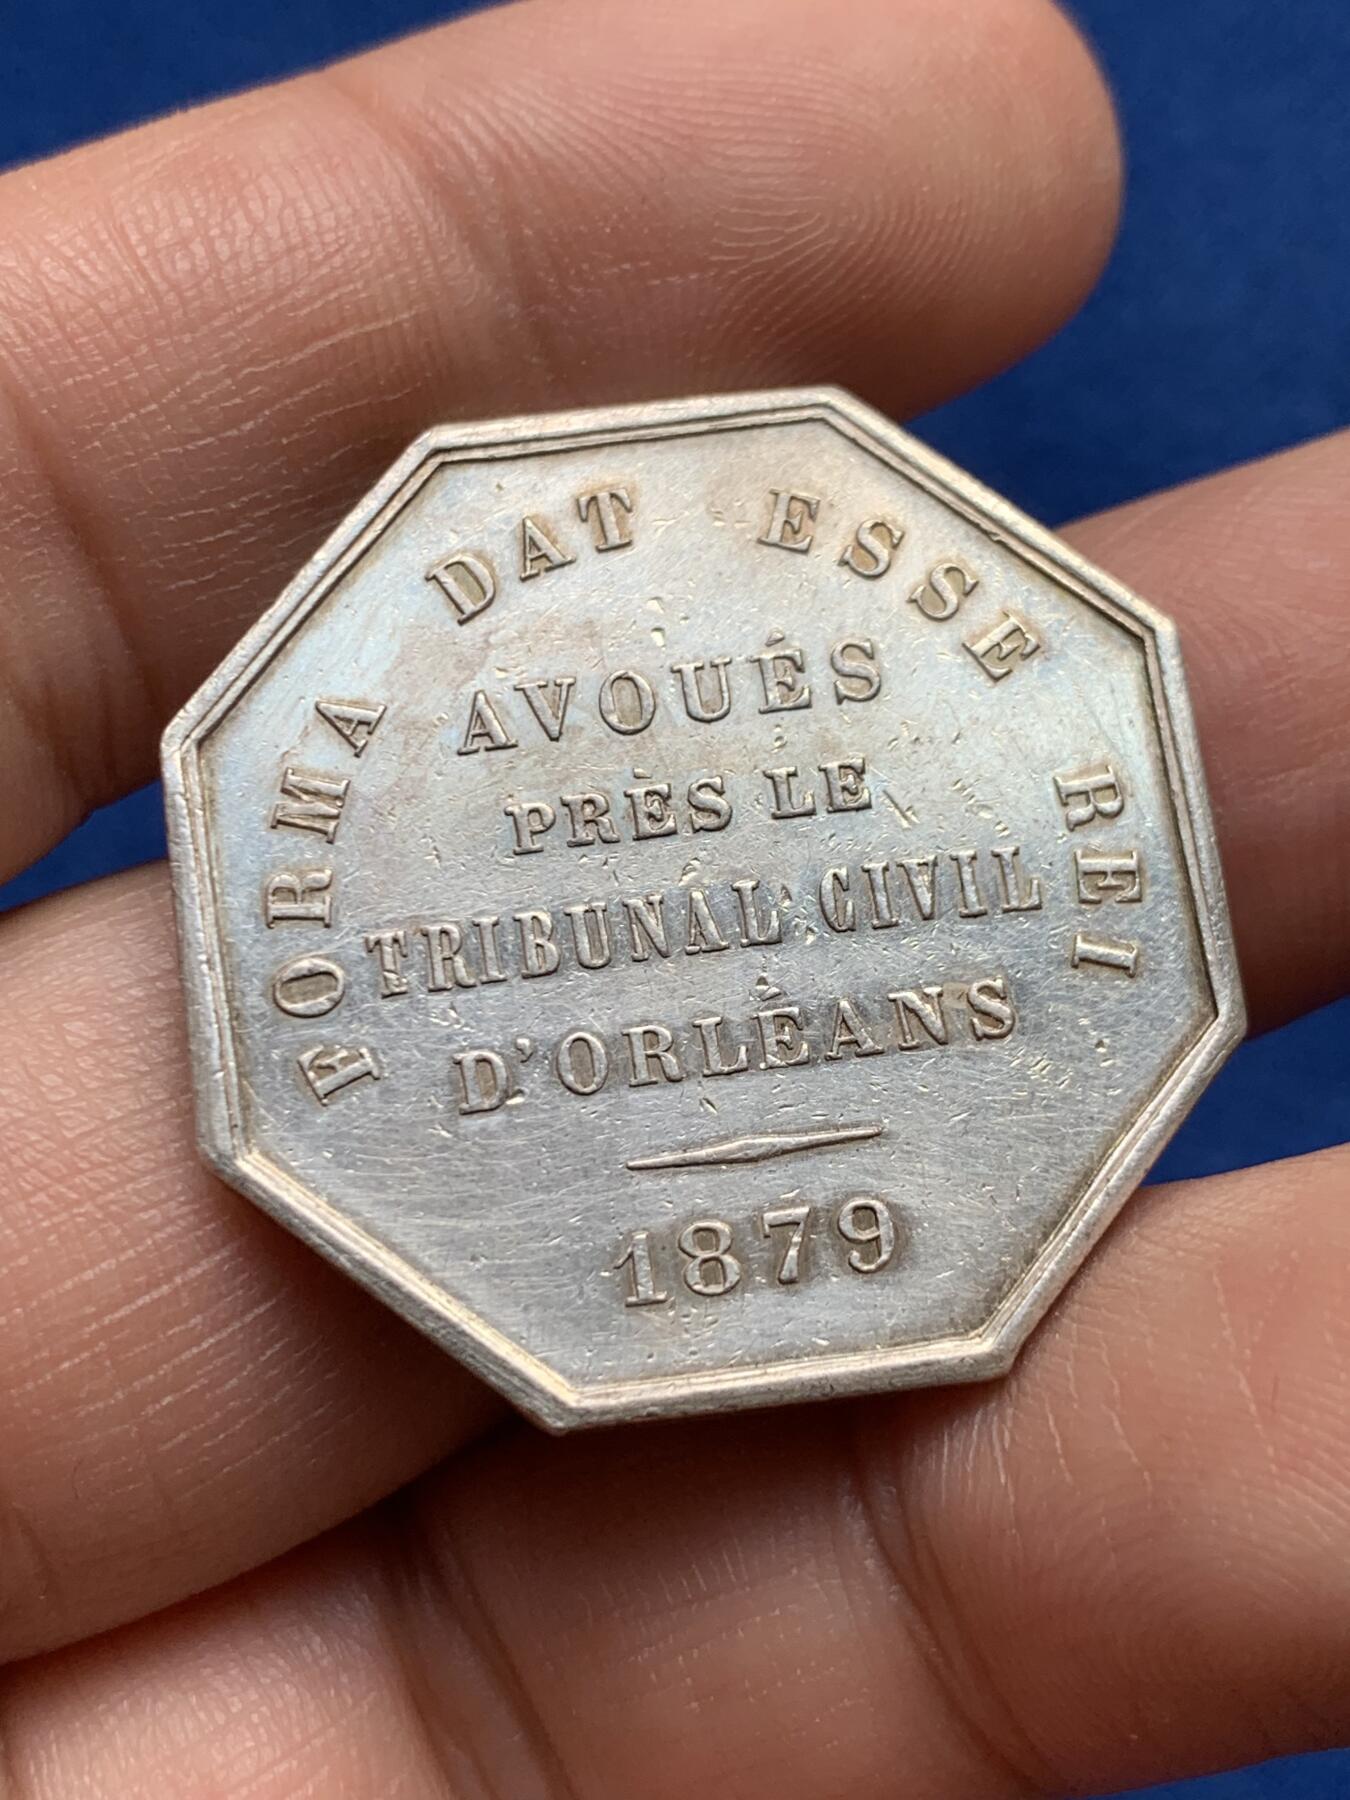 FORMA DAT ESSE REI
AVOUÉS
PRÈS LE
TRIBUNAL CIVIL
D'ORLÉANS
1879